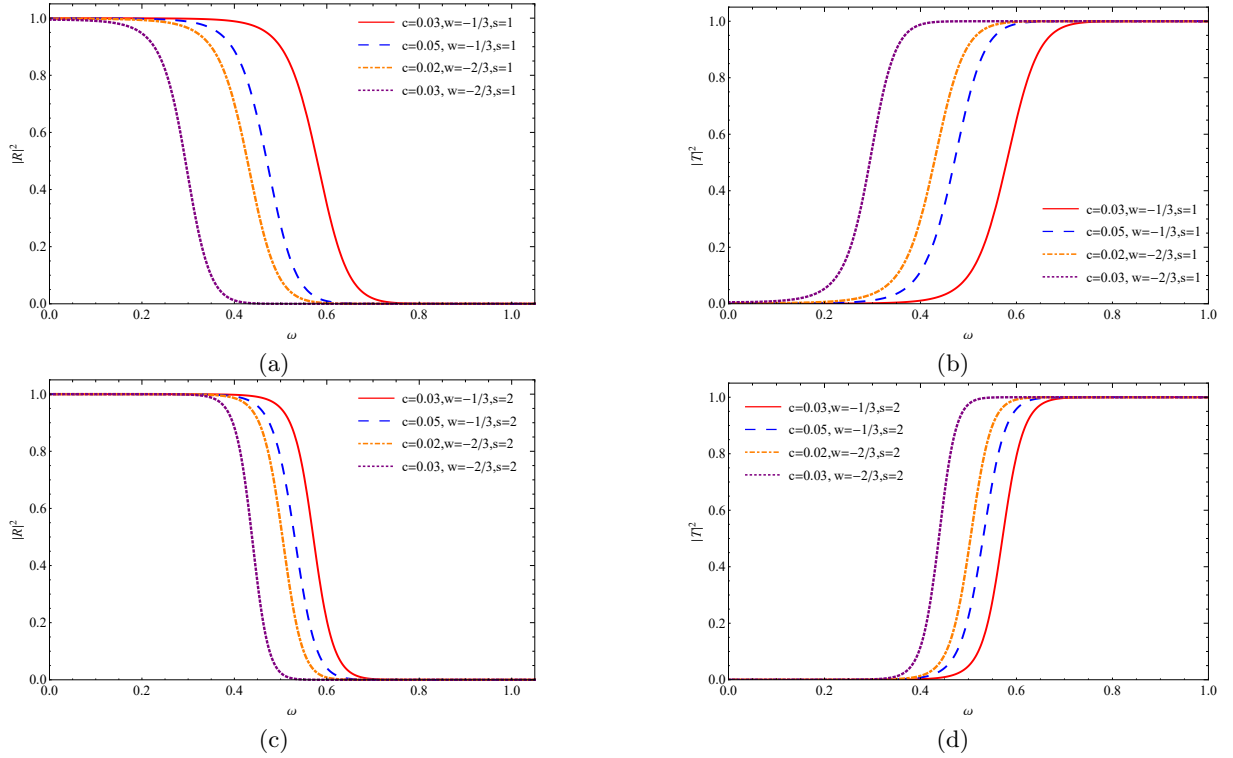 1.0
0.8
0.6
0.4
0.2
0.0
|R|²
c=0.03,w=−1/3,s=1
c=0.05, w=−1/3,s=1
c=0.02,w=−2/3,s=1
c=0.03, w=−2/3,s=1
0.0 0.2 0.4 0.6 0.8 1.0
ω
(a)
1.0
0.8
0.6
0.4
0.2
0.0
|T|²
c=0.03,w=−1/3,s=1
c=0.05, w=−1/3,s=1
c=0.02,w=−2/3,s=1
c=0.03, w=−2/3,s=1
0.0 0.2 0.4 0.6 0.8 1.0
ω
(b)
1.0
0.8
0.6
0.4
0.2
0.0
|R|²
c=0.03,w=−1/3,s=2
c=0.05, w=−1/3,s=2
c=0.02,w=−2/3,s=2
c=0.03, w=−2/3,s=2
0.0 0.2 0.4 0.6 0.8 1.0
ω
(c)
1.0
0.8
0.6
0.4
0.2
0.0
|T|²
c=0.03,w=−1/3,s=2
c=0.05, w=−1/3,s=2
c=0.02,w=−2/3,s=2
c=0.03, w=−2/3,s=2
0.0 0.2 0.4 0.6 0.8 1.0
ω
(d)